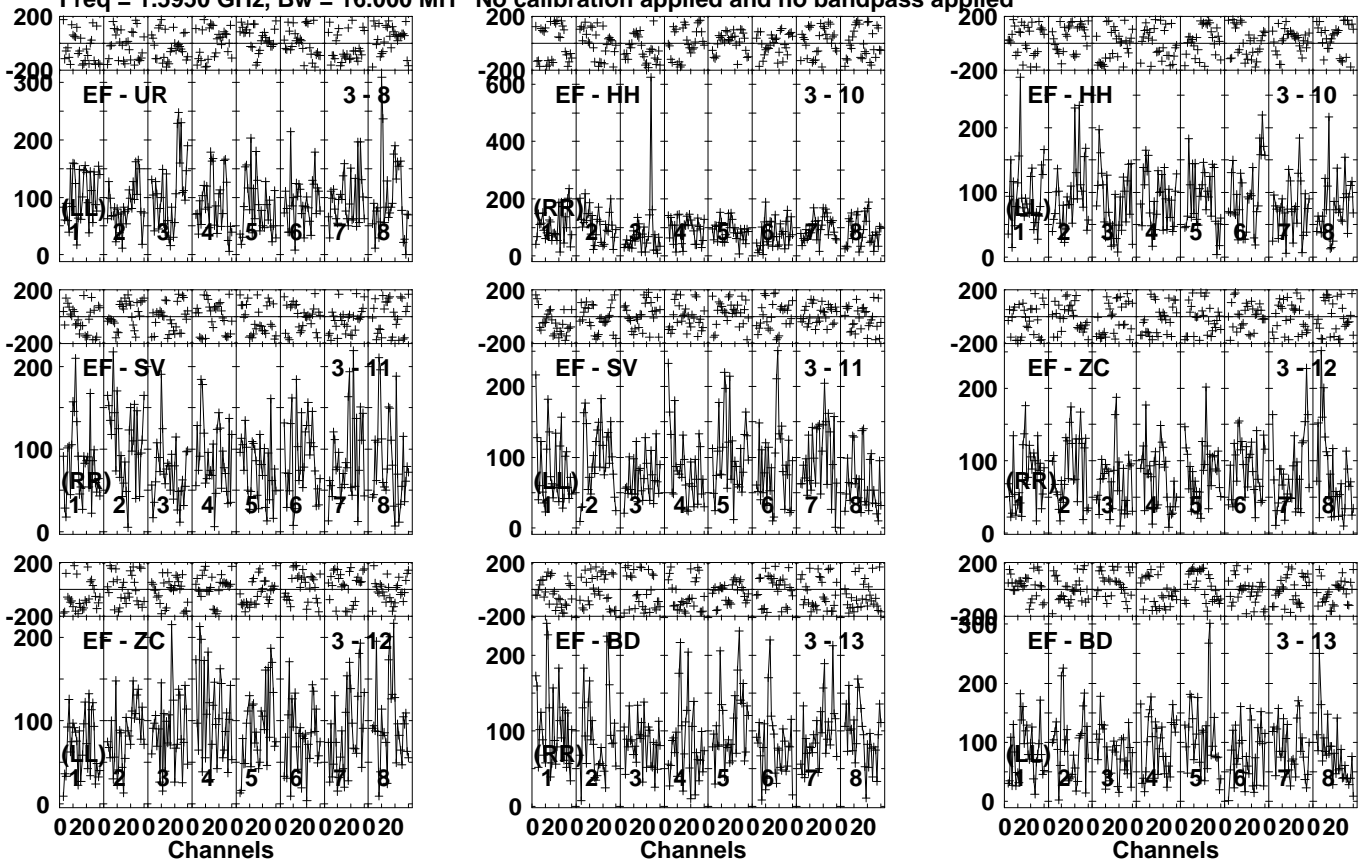 Freq = 1.5950 GHz, Bw = 16.000 MH No calibration applied and no bandpass applied
200 200 200
-200 -200 -200
300 EF - UR 3 - 8 600 EF - HH 3 - 10 EF - HH 3 - 10
200 400 200
100 200 100
(LL) (RR) (LL)
1 2 3 4 5 6 7 8 1 2 3 4 5 6 7 8 1 2 3 4 5 6 7 8
0 0 0
200 200 200
-200 -200 -200
EF - SV 3 - 11 EF - SV 3 - 11 EF - ZC 3 - 12
200 200 200
100 100 100
(RR) (LL) (RR)
1 2 3 4 5 6 7 8 1 2 3 4 5 6 7 8 1 2 3 4 5 6 7 8
0 0 0
200 200 200
-200 -200 -200
200 EF - ZC 3 - 12 EF - BD 3 - 13 300 EF - BD 3 - 13
200 200
100 100 100
(LL) (RR) (LL)
1 2 3 4 5 6 7 8 1 2 3 4 5 6 7 8 1 2 3 4 5 6 7 8
0 0 0
0 20 0 20 0 20 0 20 0 20 0 20 0 20 0 20 0 20 0 20 0 20 0 20 0 20 0 20 0 20 0 20 0 20 0 20 0 20 0 20 0 20 0 20 0 20 0 20
Channels Channels Channels